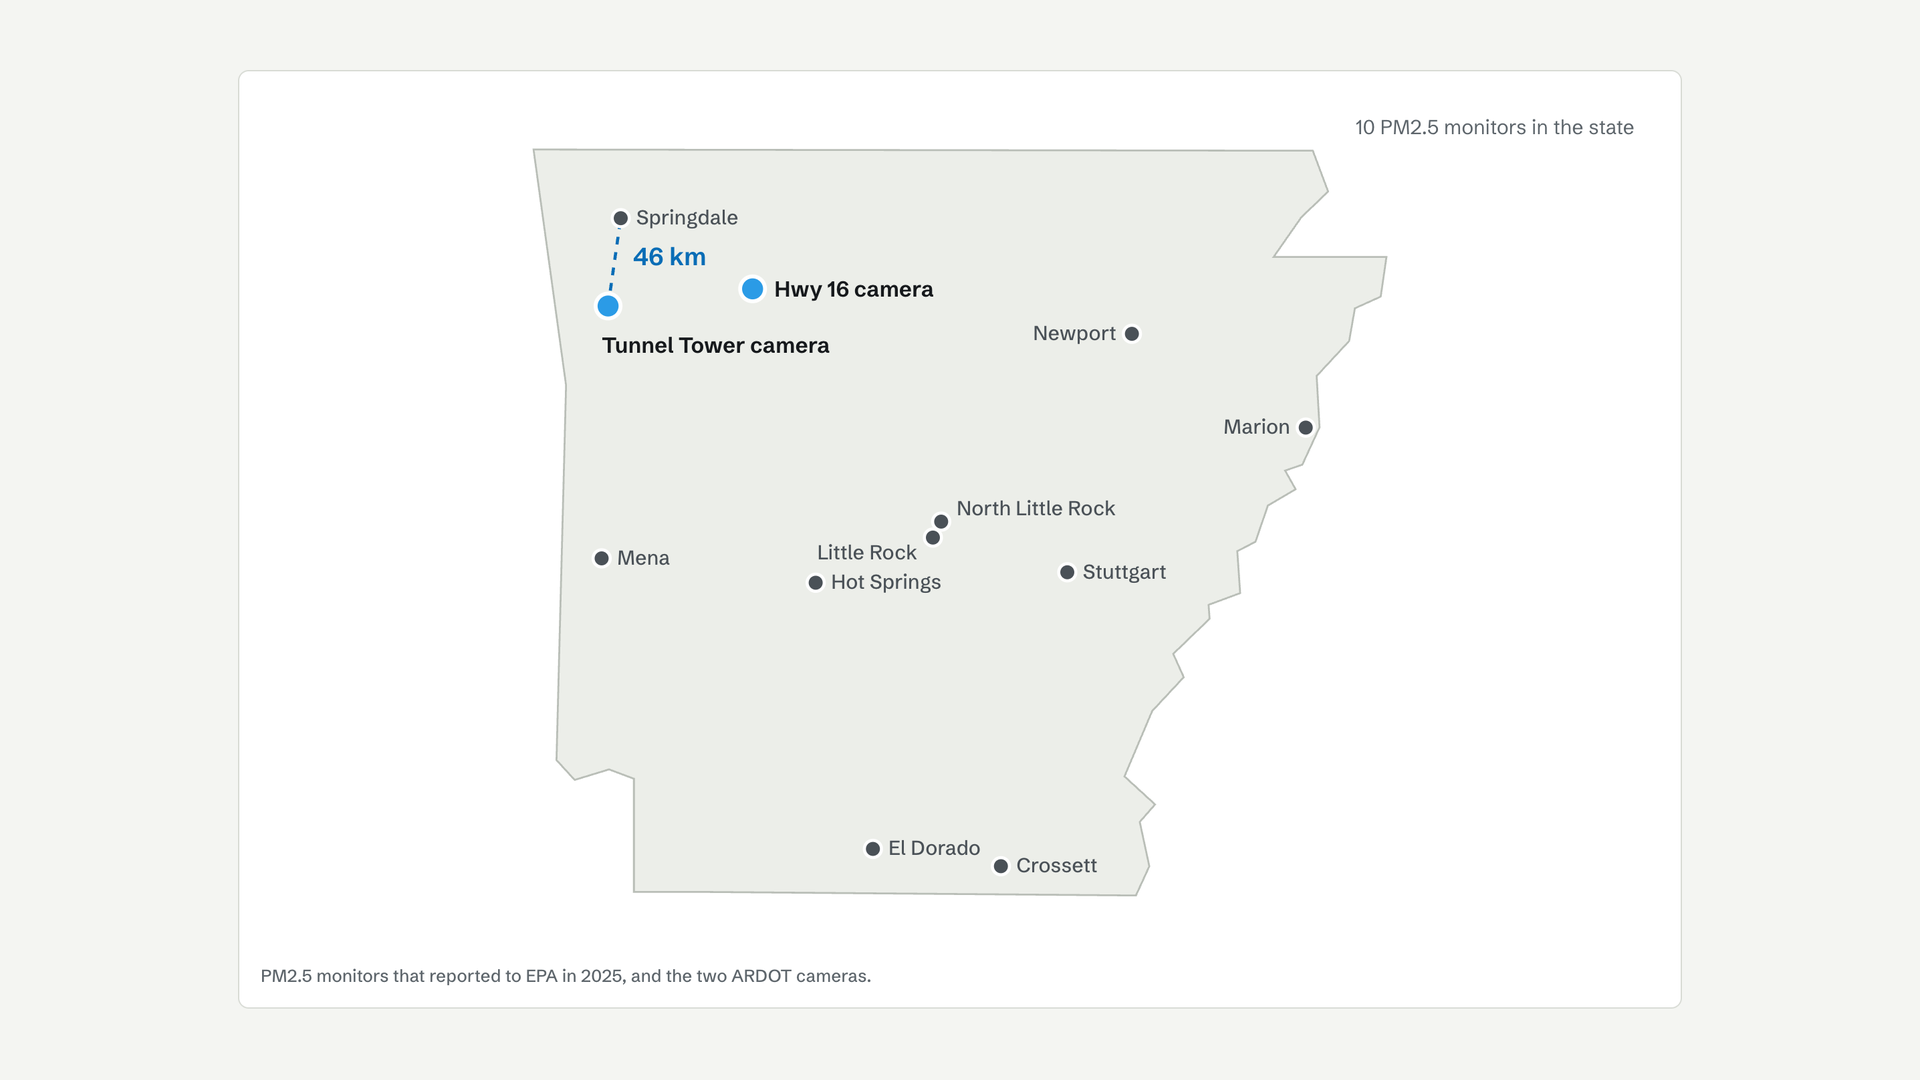 10 PM2.5 monitors in the state
Springdale
46 km
Hwy 16 camera
Tunnel Tower camera
Newport
Marion
North Little Rock
Little Rock
Mena
Hot Springs
Stuttgart
El Dorado
Crossett
PM2.5 monitors that reported to EPA in 2025, and the two ARDOT cameras.